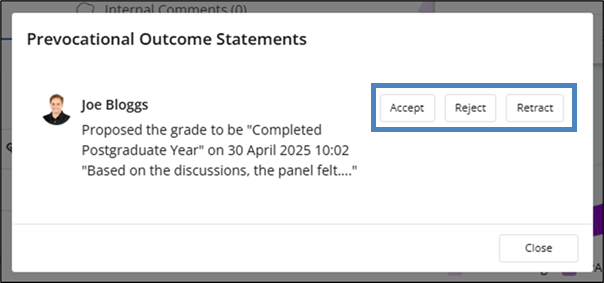 Internal Comments (0)
Prevocational Outcome Statements
Joe Bloggs
Accept Reject Retract
Proposed the grade to be "Completed
Postgraduate Year" on 30 April 2025 10:02
"Based on the discussions, the panel felt...."
Close